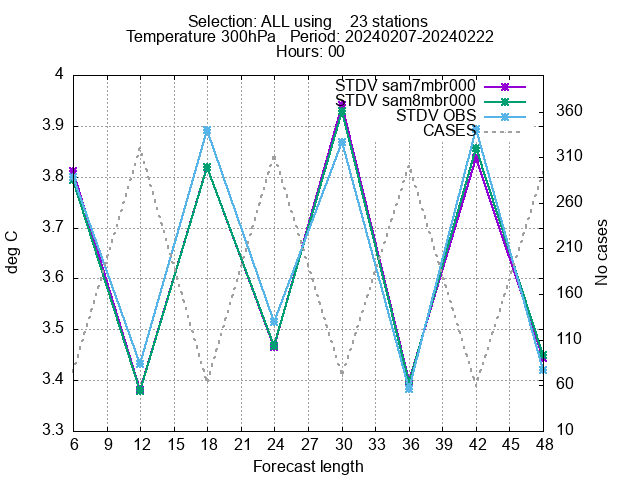 Selection: ALL using    23 stations
Temperature 300hPa   Period: 20240207-20240222
Hours: 00
STDV sam7mbr000
STDV sam8mbr000
STDV OBS
CASES
4
3.9
3.8
3.7
3.6
3.5
3.4
3.3
deg C
360
310
260
210
160
110
60
10
No cases
6 9 12 15 18 21 24 27 30 33 36 39 42 45 48
Forecast length